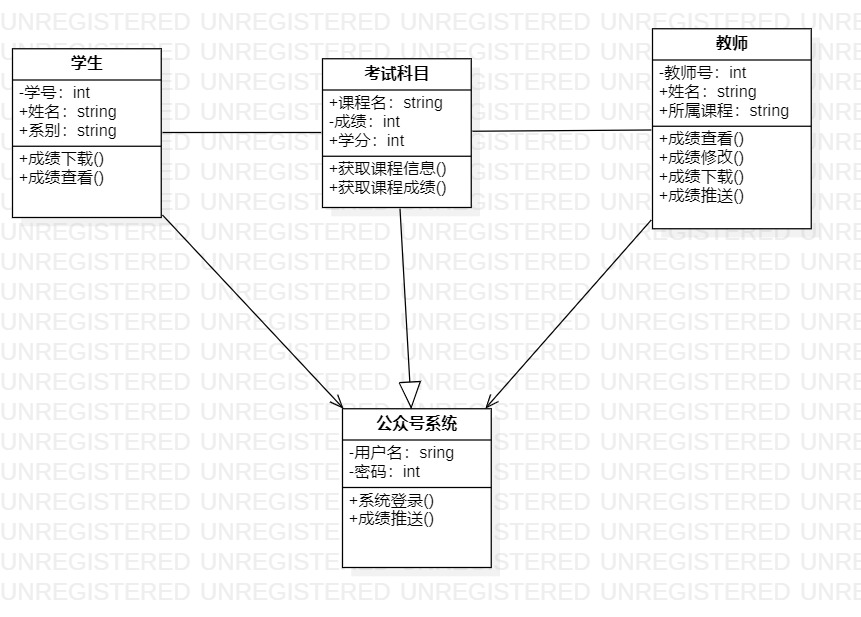 学生
-学号：int
+姓名：string
+系别：string
+成绩下载()
+成绩查看()
考试科目
+课程名：string
-成绩：int
+学分：int
+获取课程信息()
+获取课程成绩()
教师
-教师号：int
+姓名：string
+所属课程：string
+成绩查看()
+成绩修改()
+成绩下载()
+成绩推送()
公众号系统
-用户名：sring
-密码：int
+系统登录()
+成绩推送()
UNREGISTERED UNREGISTERED UNREGISTERED UNREGISTERED UNREGISTERED